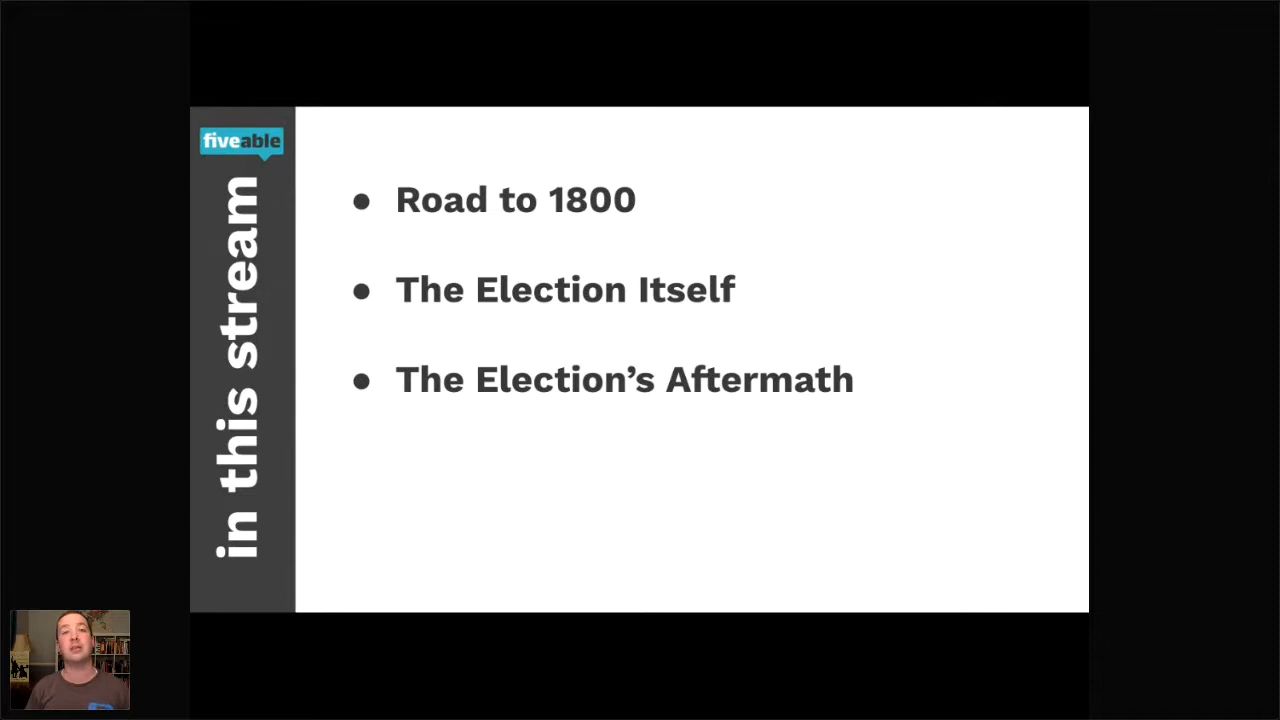 fiveable
in this stream
● Road to 1800
● The Election Itself
● The Election’s Aftermath